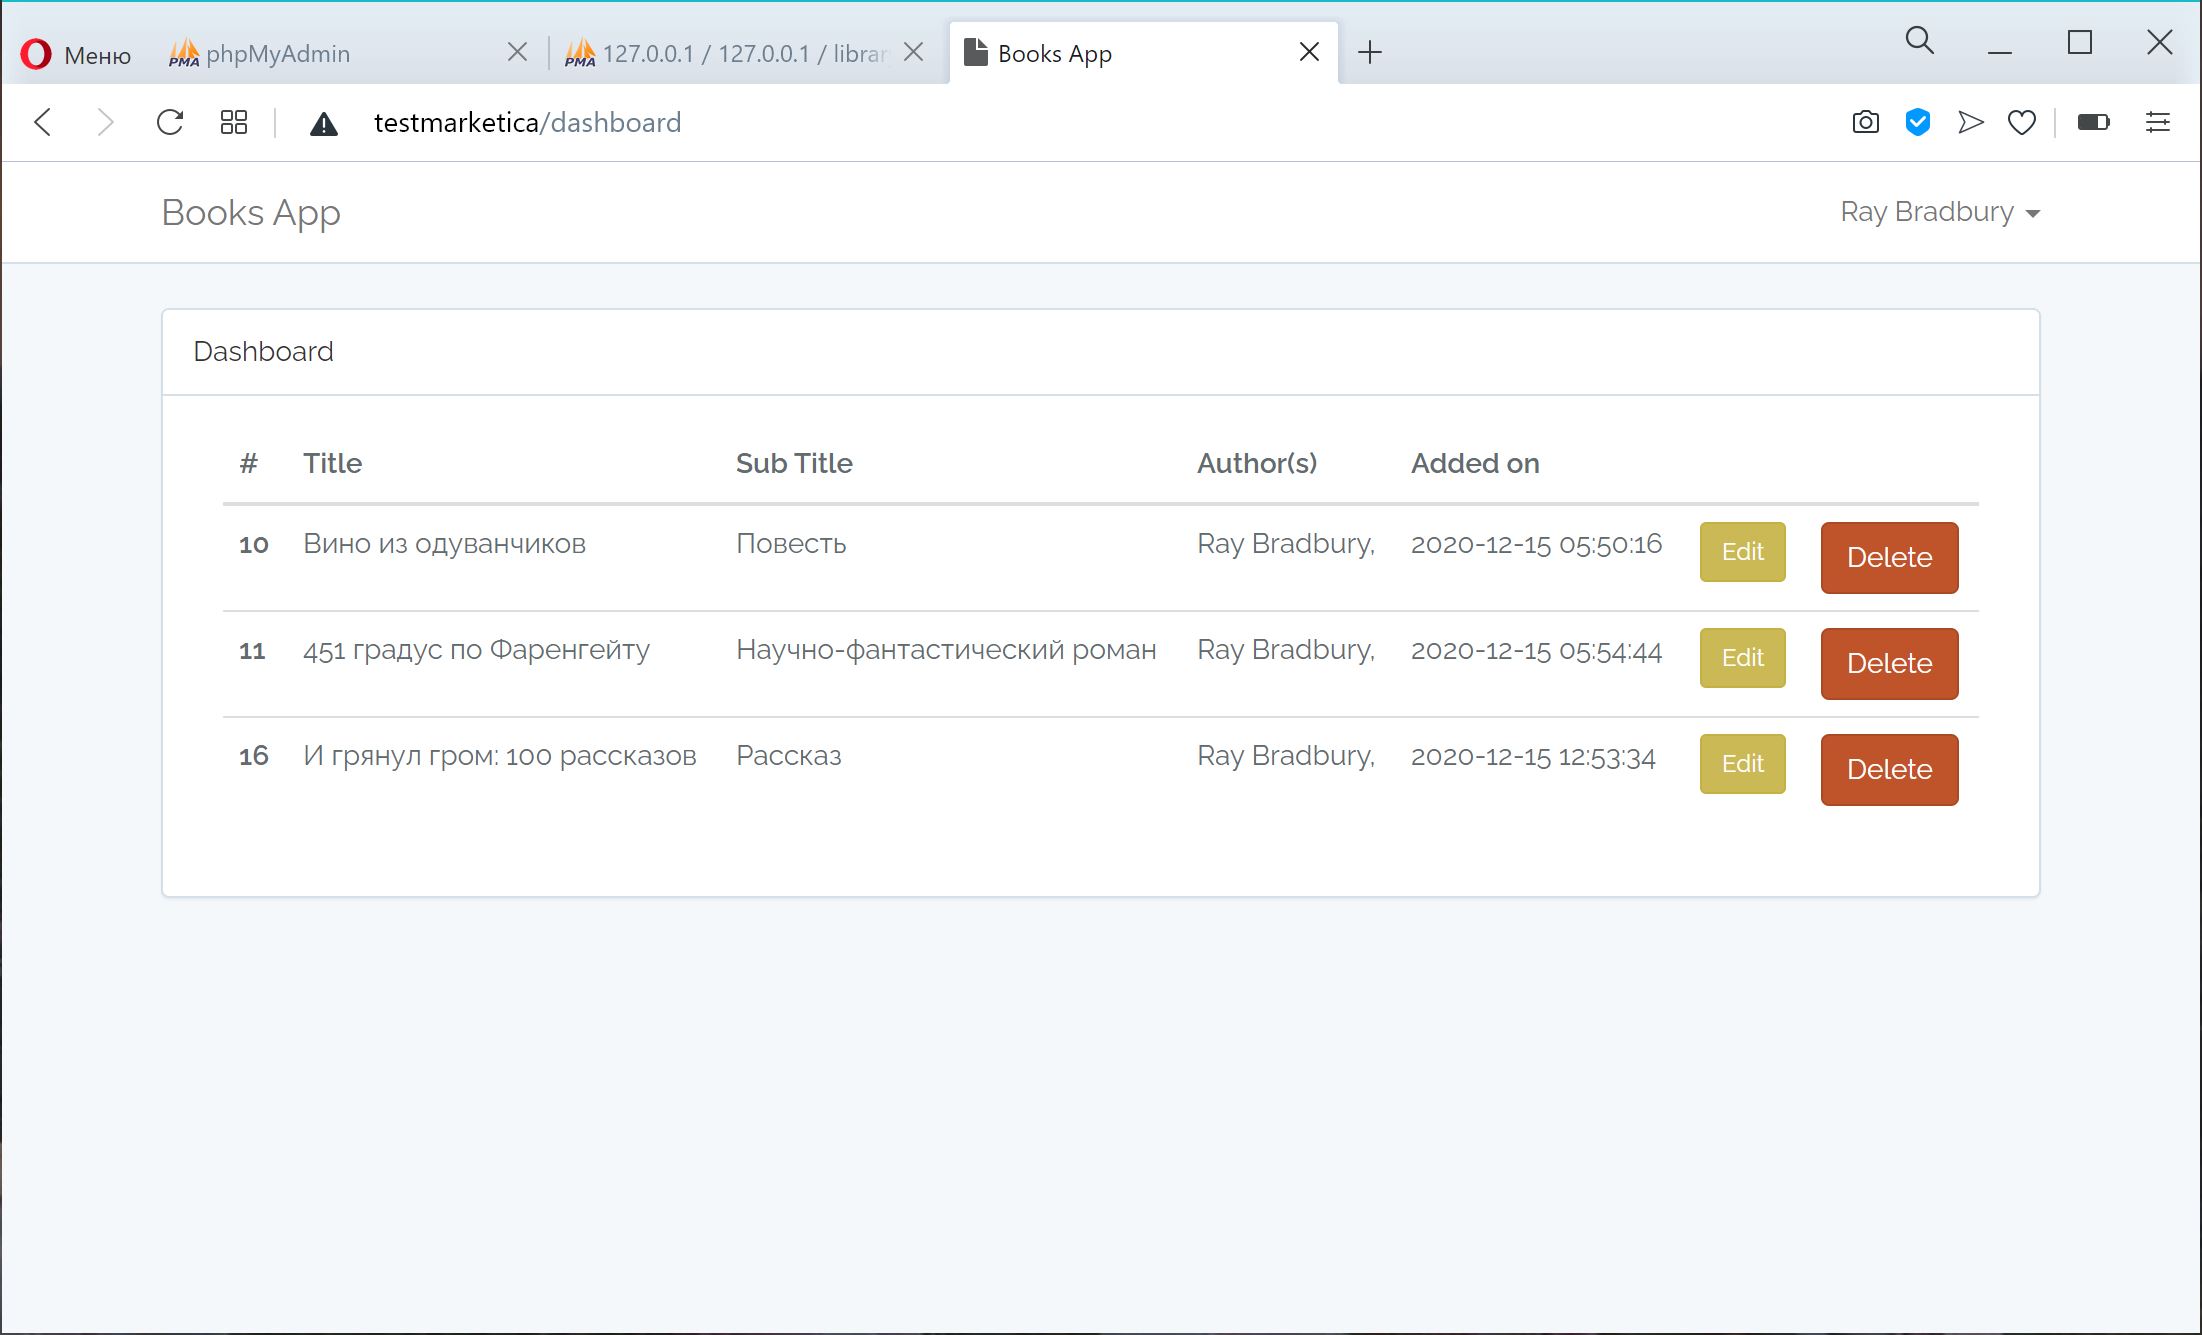 Меню
PMA phpMyAdmin
PMA 127.0.0.1 / 127.0.0.1 / librar
Books App
testmarketica/dashboard
Books App
Ray Bradbury
Dashboard
# Title Sub Title Author(s) Added on
10 Вино из одуванчиков Повесть Ray Bradbury, 2020-12-15 05:50:16 Edit Delete
11 451 градус по Фаренгейту Научно-фантастический роман Ray Bradbury, 2020-12-15 05:54:44 Edit Delete
16 И грянул гром: 100 рассказов Рассказ Ray Bradbury, 2020-12-15 12:53:34 Edit Delete